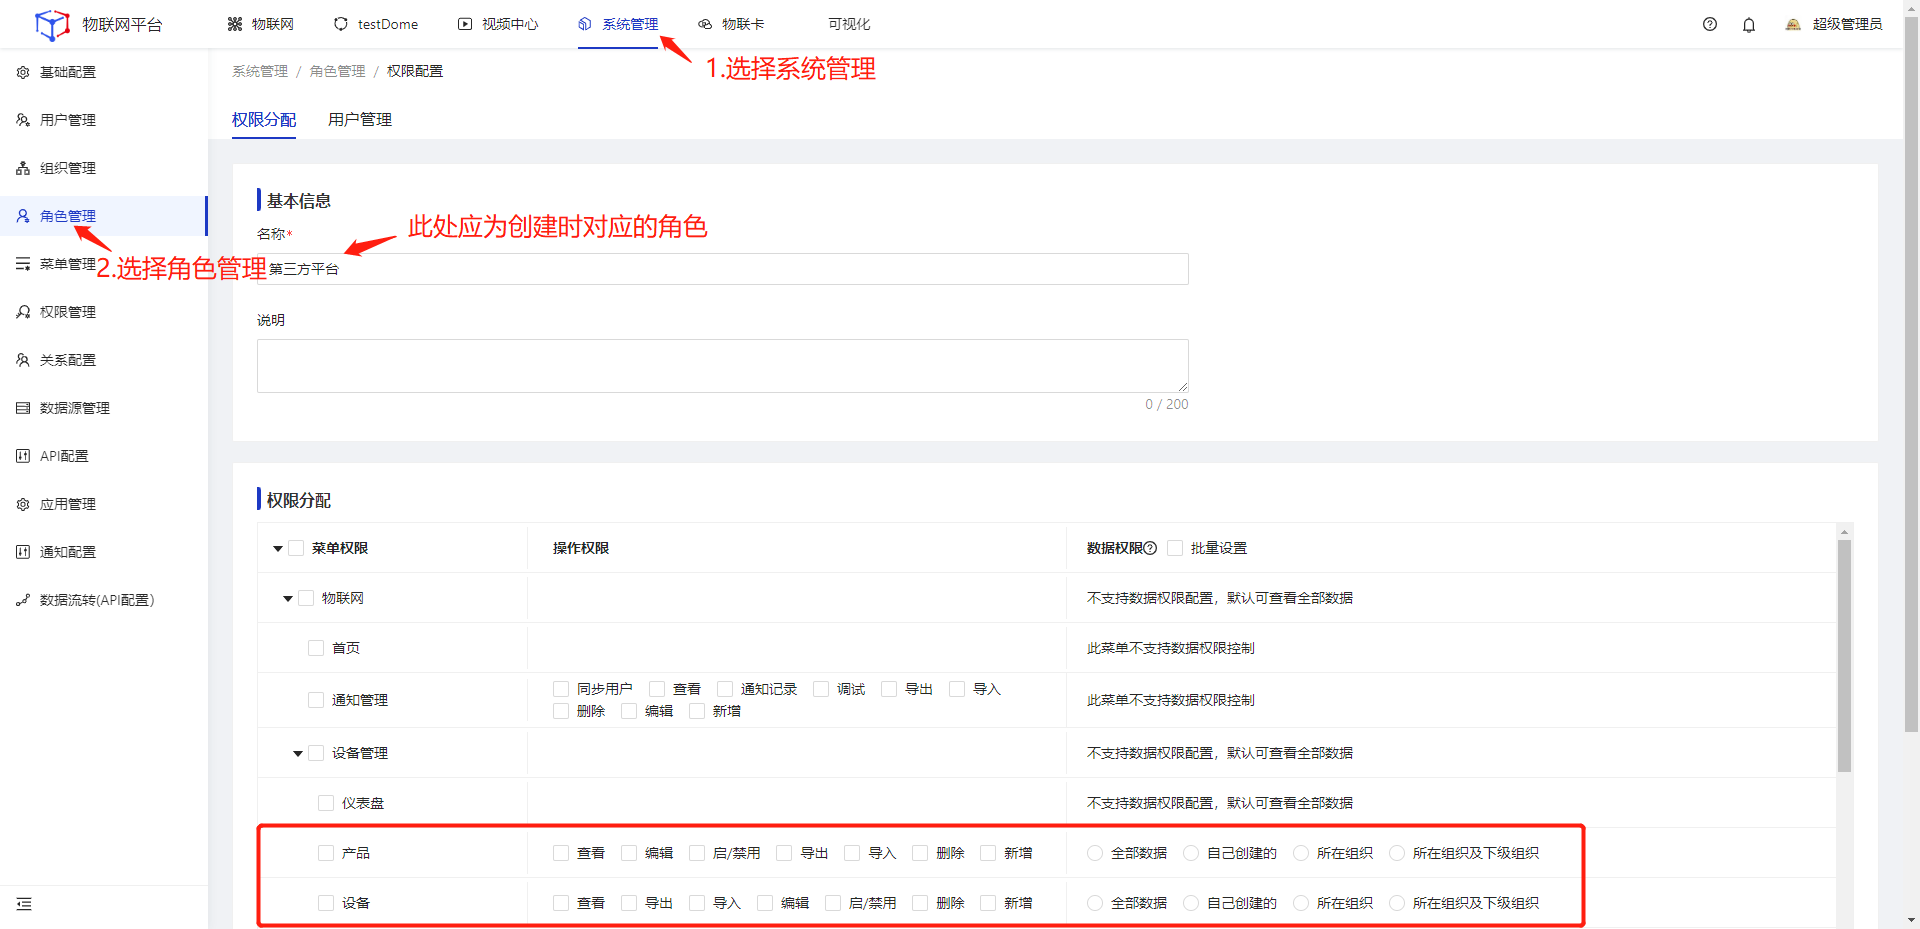 物联网平台
物联网
testDome
视频中心
系统管理
物联卡
可视化
超级管理员
1.选择系统管理
基础配置
用户管理
组织管理
角色管理
2.选择角色管理
菜单管理
权限管理
关系配置
数据源管理
API配置
应用管理
通知配置
数据流转(API配置)
系统管理 / 角色管理 / 权限配置
权限分配 用户管理
基本信息
此处应为创建时对应的角色
名称*
第三方平台
说明
0 / 200
权限分配
菜单权限 操作权限 数据权限 批量设置
物联网 不支持数据权限配置，默认可查看全部数据
首页 此菜单不支持数据权限控制
通知管理 同步用户 查看 通知记录 调试 导出 导入
删除 编辑 新增 此菜单不支持数据权限控制
设备管理 不支持数据权限配置，默认可查看全部数据
仪表盘 不支持数据权限配置，默认可查看全部数据
产品 查看 编辑 启/禁用 导出 导入 删除 新增 全部数据 自己创建的 所在组织 所在组织及下级组织
设备 查看 导出 导入 编辑 启/禁用 删除 新增 全部数据 自己创建的 所在组织 所在组织及下级组织